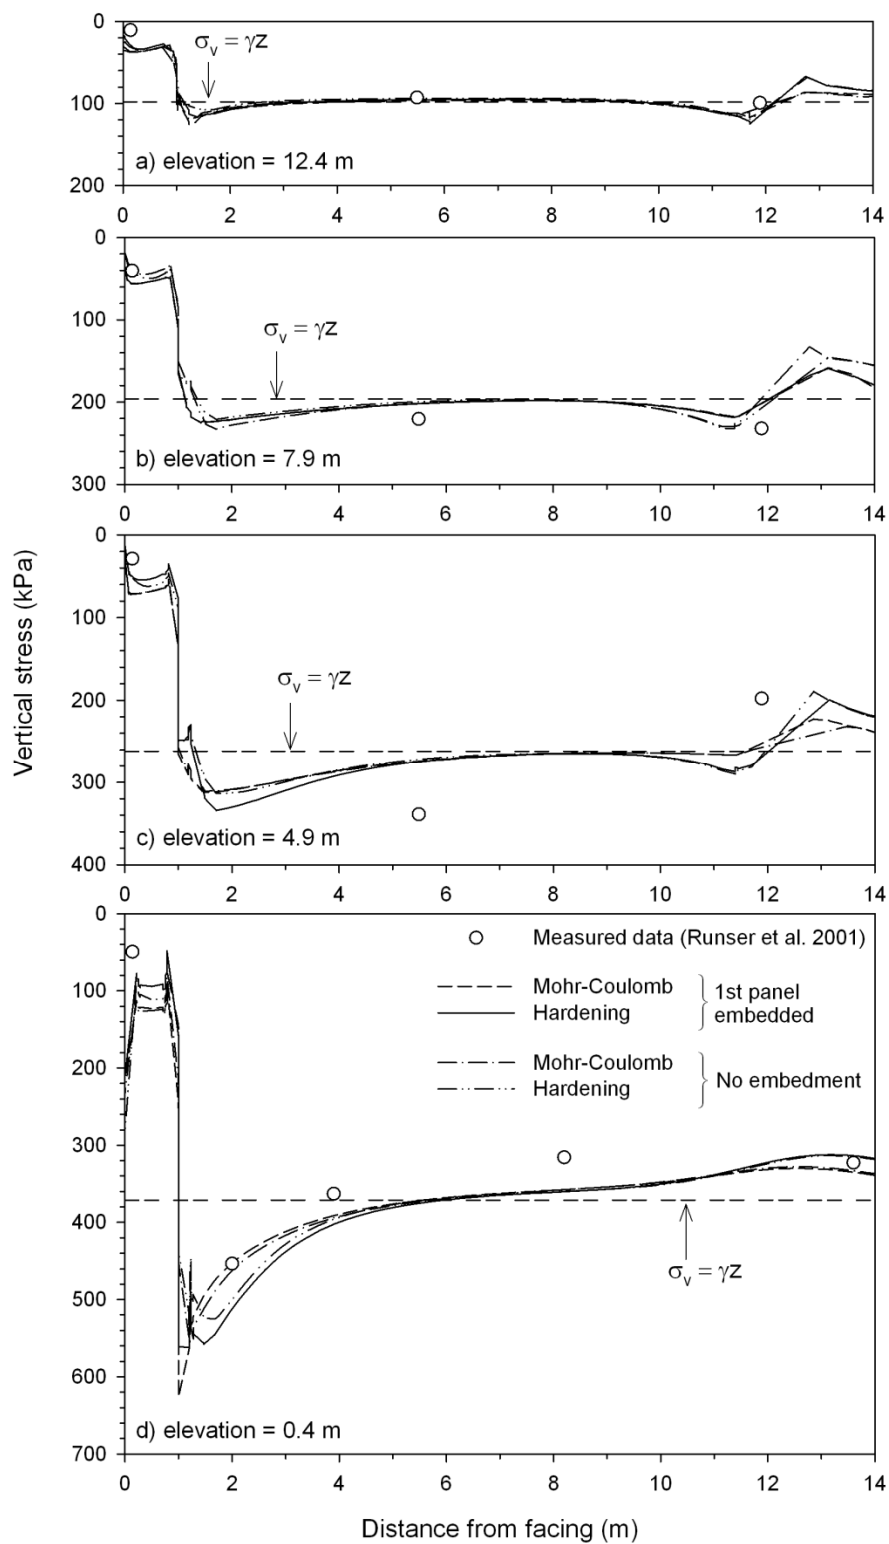 0
100
200
σv = γz
a) elevation = 12.4 m
0 2 4 6 8 10 12 14
0
100
200
300
σv = γz
b) elevation = 7.9 m
0 2 4 6 8 10 12 14
Vertical stress (kPa)
0
100
200
300
400
σv = γz
c) elevation = 4.9 m
0 2 4 6 8 10 12 14
0
100
200
300
400
500
600
700
Measured data (Runser et al. 2001)
Mohr-Coulomb
Hardening
1st panel
embedded
Mohr-Coulomb
Hardening
No embedment
σv = γz
d) elevation = 0.4 m
0 2 4 6 8 10 12 14
Distance from facing (m)